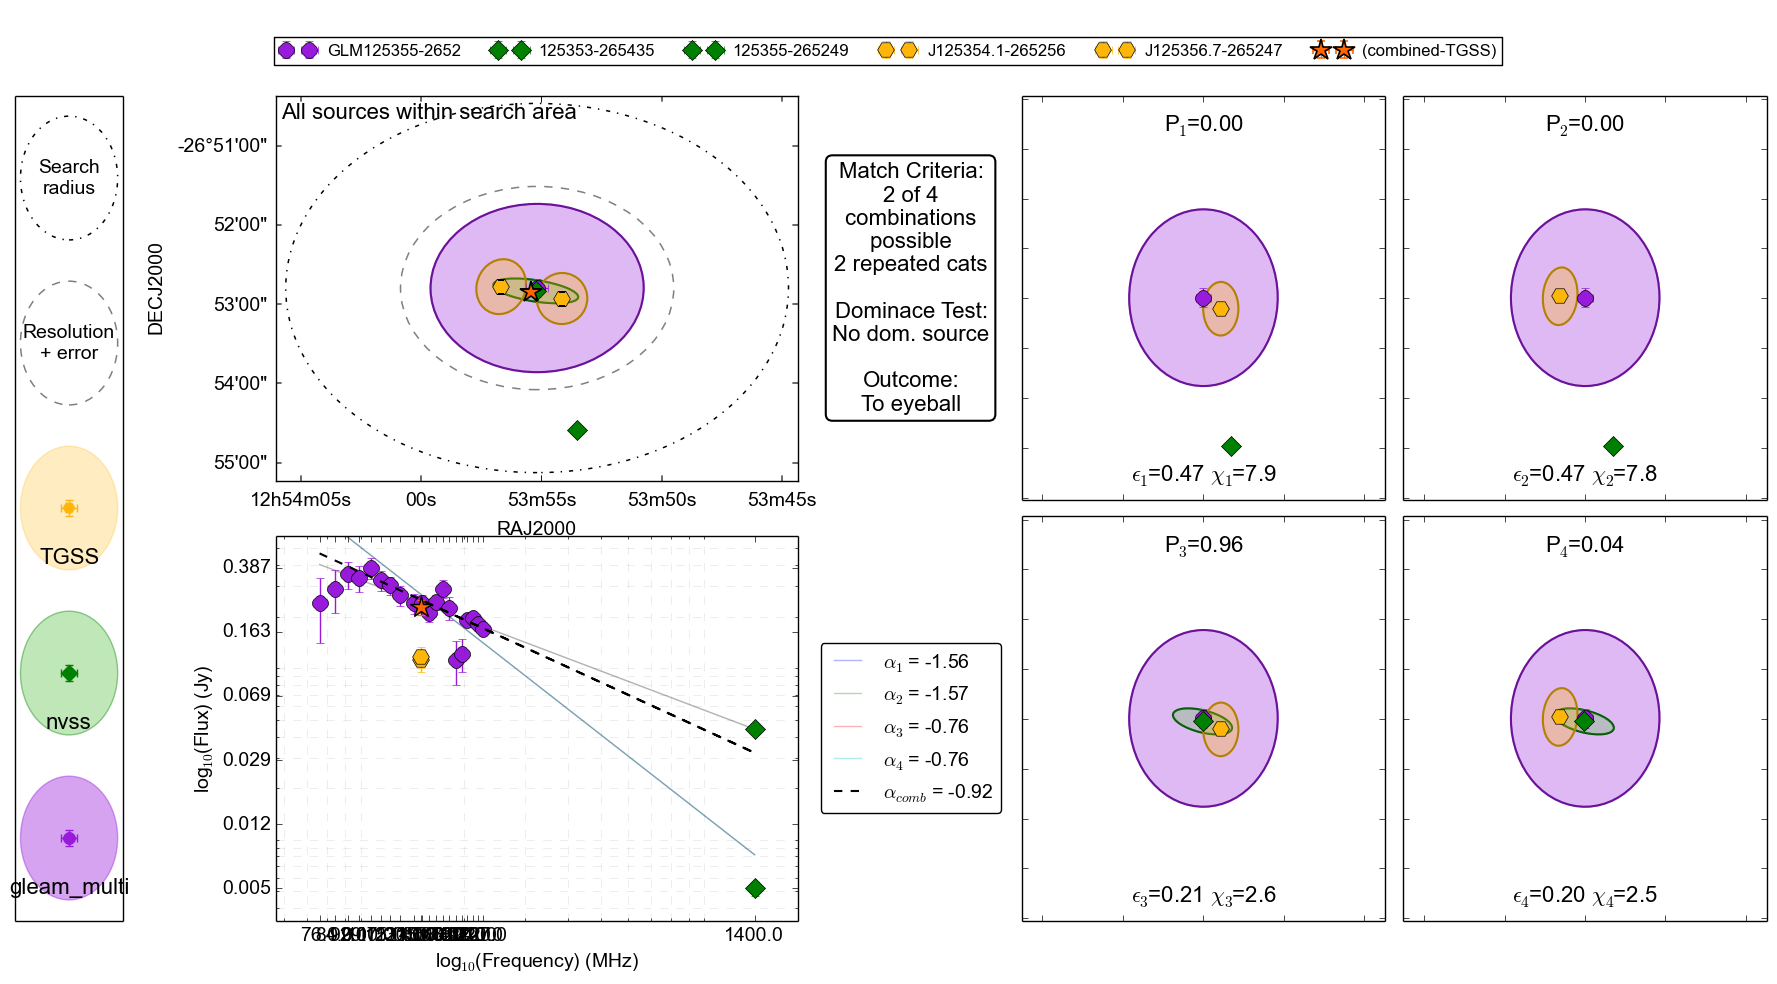 GLM125355-2652 125353-265435 125355-265249 J125354.1-265256 J125356.7-265247 (combined-TGSS)
Search
radius
Resolution
+ error
TGSS
nvss
gleam_multi
All sources within search area
DECJ2000
-26°51'00"
52'00"
53'00"
54'00"
55'00"
12h54m05s 00s 53m55s 53m50s 53m45s
RAJ2000
Match Criteria:
2 of 4
combinations
possible
2 repeated cats
Dominace Test:
No dom. source
Outcome:
To eyeball
log10(Flux) (Jy)
0.387
0.163
0.069
0.029
0.012
0.005
1400.0
log10(Frequency) (MHz)
α1 = -1.56
α2 = -1.57
α3 = -0.76
α4 = -0.76
αcomb = -0.92
P1=0.00
ϵ1=0.47 χ1=7.9
P2=0.00
ϵ2=0.47 χ2=7.8
P3=0.96
ϵ3=0.21 χ3=2.6
P4=0.04
ϵ4=0.20 χ4=2.5